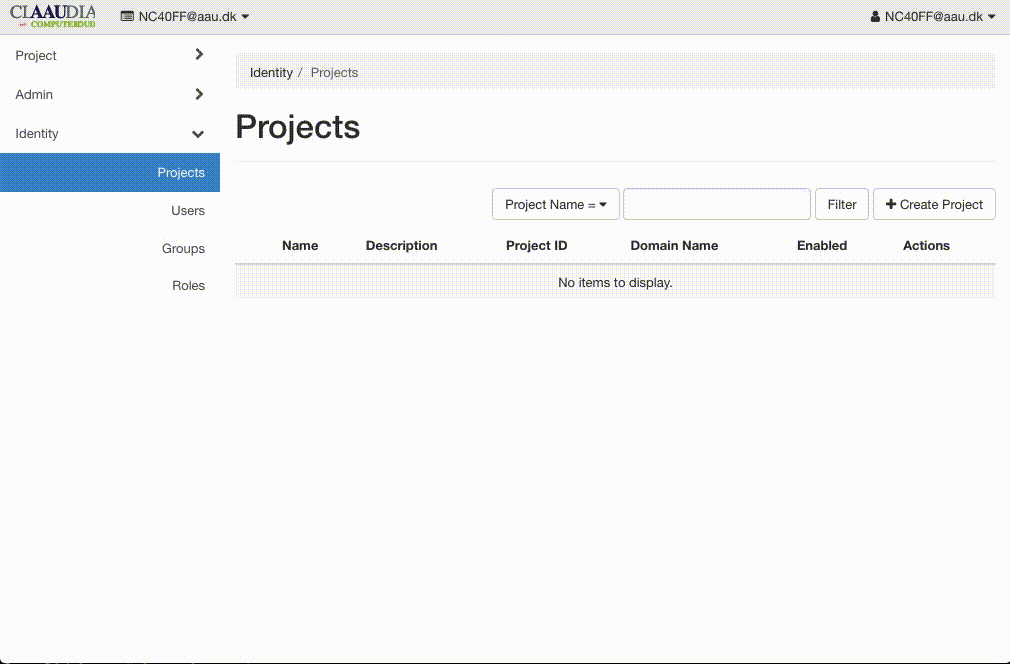 CLAAUDIA NC40FF@aau.dk NC40FF@aau.dk
Project
Admin
Identity
Projects
Users
Groups
Roles
Identity / Projects
Projects
Project Name = Filter Create Project
Name Description Project ID Domain Name Enabled Actions
No items to display.